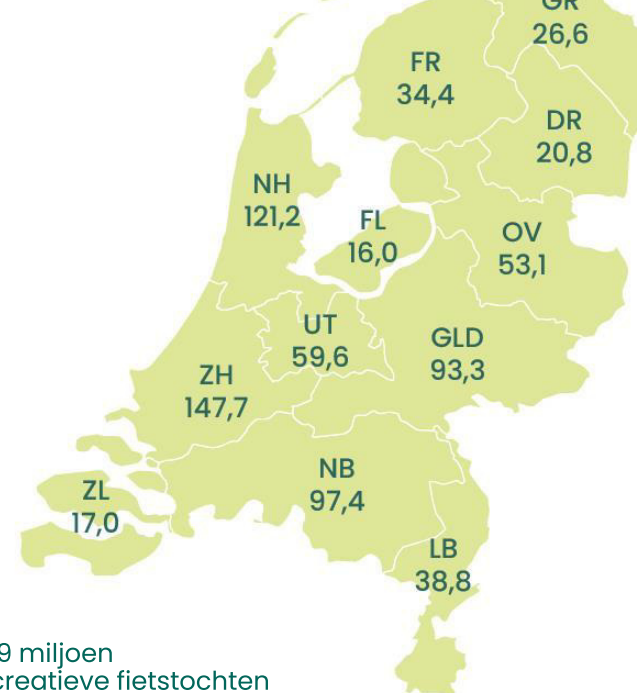 GR
26,6
FR
34,4
DR
20,8
NH
121,2
FL
16,0
OV
53,1
UT
59,6
GLD
93,3
ZH
147,7
NB
97,4
ZL
17,0
LB
38,8
9 miljoen
creatieve fietstochten